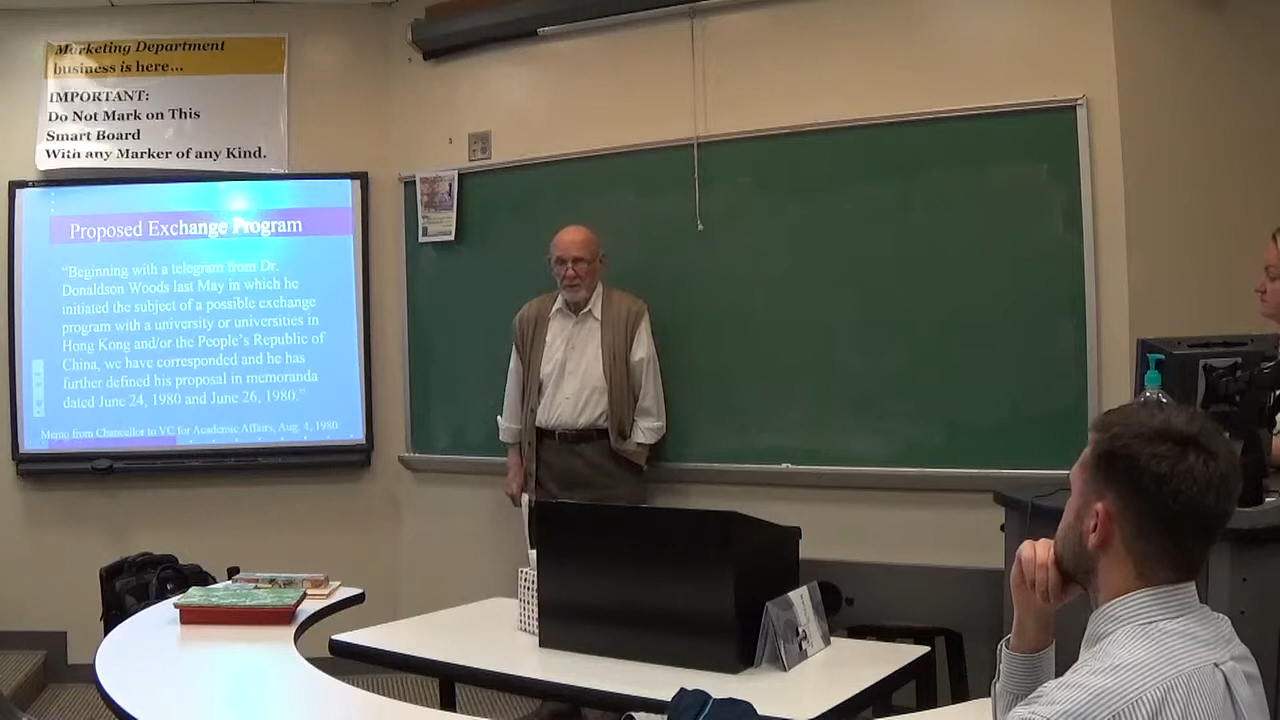 Marketing Department
business is here...
IMPORTANT:
Do Not Mark on This
Smart Board
With any Marker of any Kind.
Proposed Exchange Program
“Beginning with a telegram from Dr.
Donaldson Woods last May in which he
initiated the subject of a possible exchange
program with a university or universities in
Hong Kong and/or the People's Republic of
China, we have corresponded and he has
further defined his proposal in memoranda
dated June 24, 1980 and June 26, 1980.”
Memo from Chancellor to VC for Academic Affairs, Aug. 4, 1980